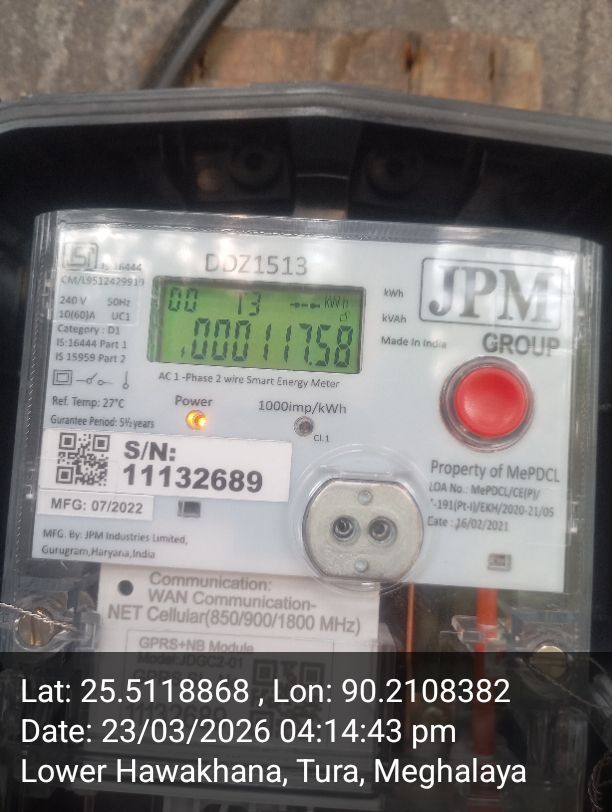 IS 16444
CM/L9512429919
DDZ1513
240 V 50Hz
10(60)A UC1
Category : D1
IS:16444 Part 1
IS 15959 Part 2
00 13 kWh
.000117.58
kWh
kVAh
Made In India
JPM
GROUP
AC 1 -Phase 2 wire Smart Energy Meter
Ref. Temp: 27°C
Gurantee Period: 5½ years
Power
1000imp/kWh
Cl.1
S/N:
11132689
MFG: 07/2022
MFG. By: JPM Industries Limited,
Gurugram,Haryana,India
Property of MePDCL
LOA No.: MePDCL/CE(P)/
-191(Pt-I)/EKH/2020-21/05
Date : 16/02/2021
Communication:
WAN Communication-
NET Cellular(850/900/1800 MHz)
GPRS+NB Module
Model:JDGC2-01
Lat: 25.5118868 , Lon: 90.2108382
Date: 23/03/2026 04:14:43 pm
Lower Hawakhana, Tura, Meghalaya